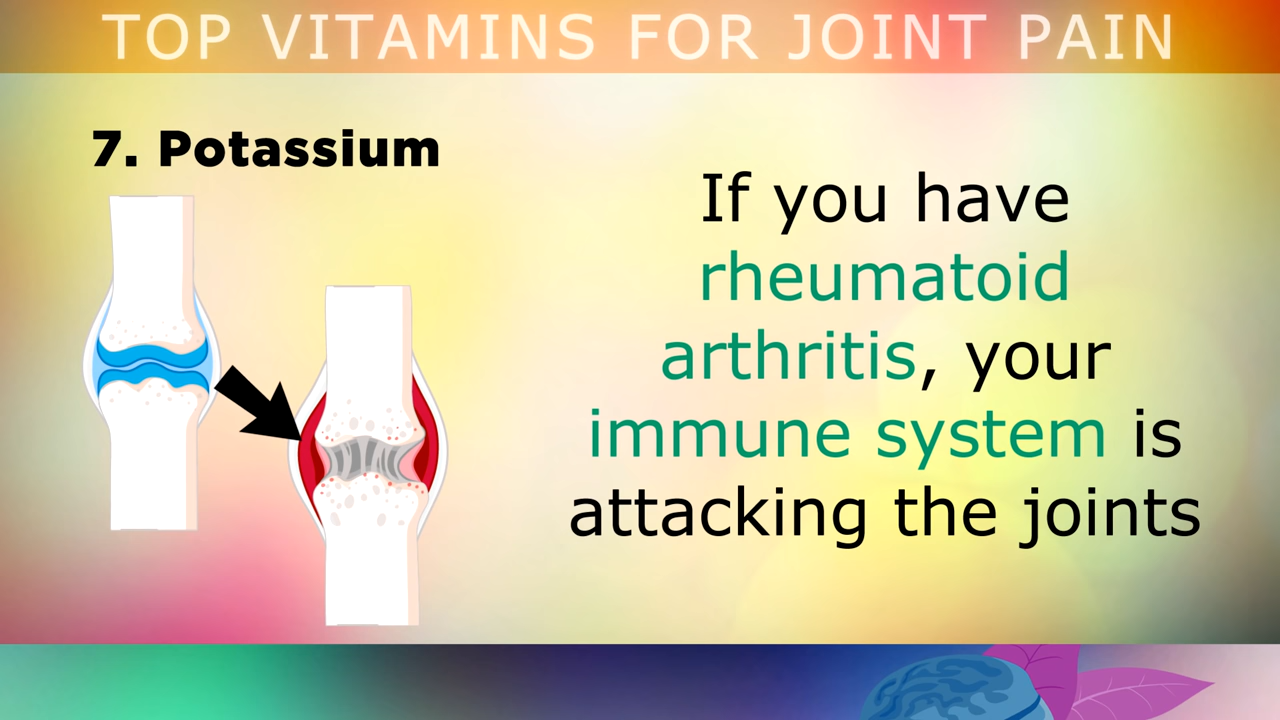 TOP VITAMINS FOR JOINT PAIN
7. Potassium
If you have
rheumatoid
arthritis, your
immune system is
attacking the joints